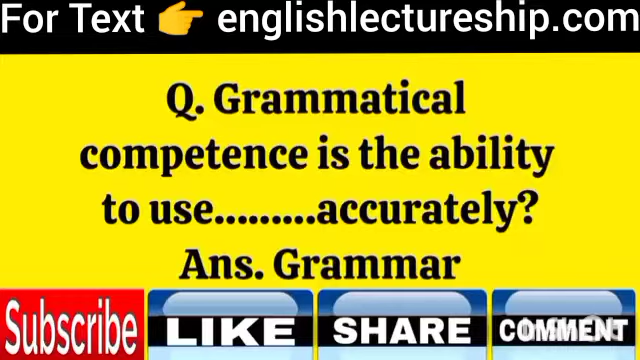 For Text 👉 englishlectureship.com
Q. Grammatical
competence is the ability
to use.........accurately?
Ans. Grammar
Subscribe LIKE SHARE COMMENT